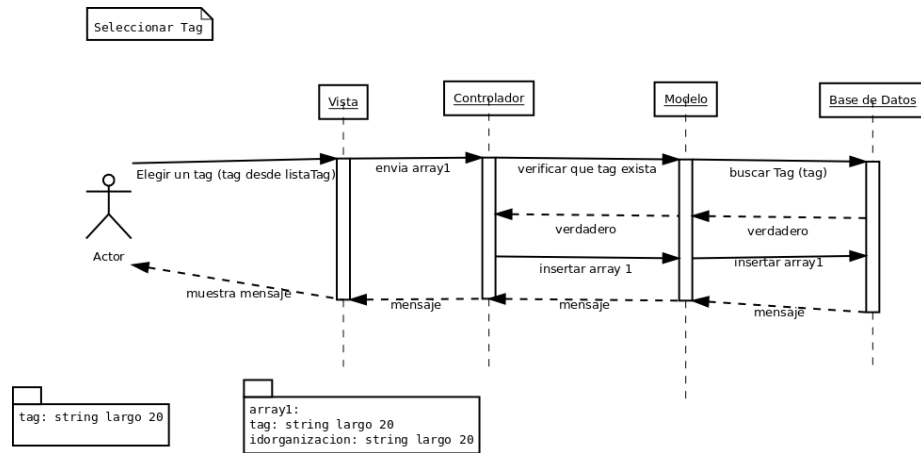 Seleccionar Tag
Vista
Controlador
Modelo
Base de Datos
Elegir un tag (tag desde listaTag)
envia array1
verificar que tag exista
buscar Tag (tag)
verdadero
verdadero
Actor
insertar array 1
insertar array1
muestra mensaje
mensaje
mensaje
mensaje
tag: string largo 20
array1:
tag: string largo 20
idorganizacion: string largo 20